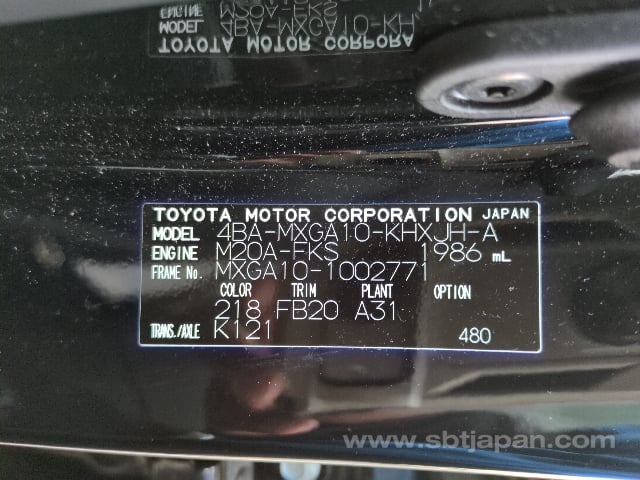 TOYOTA MOTOR CORPORATION JAPAN
MODEL 4BA-MXGA10-KHXJH-A
ENGINE M20A-FKS 1986 mL
FRAME No. MXGA10-1002771
COLOR TRIM PLANT OPTION
218 FB20 A31
TRANS./AXLE K121 480
www.sbtjapan.com